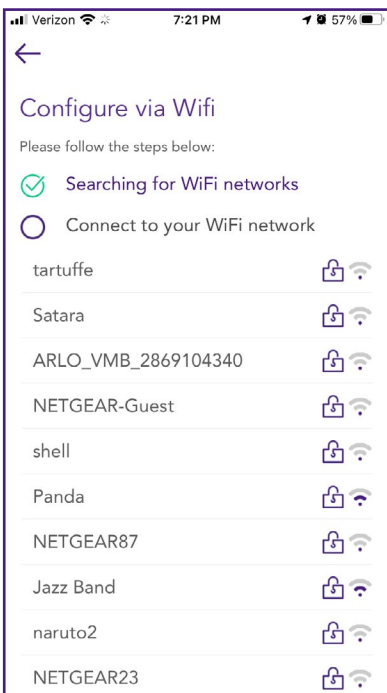 Verizon 7:21 PM 57%
Configure via Wifi
Please follow the steps below:
Searching for WiFi networks
Connect to your WiFi network
tartuffe
Satara
ARLO_VMB_2869104340
NETGEAR-Guest
shell
Panda
NETGEAR87
Jazz Band
naruto2
NETGEAR23